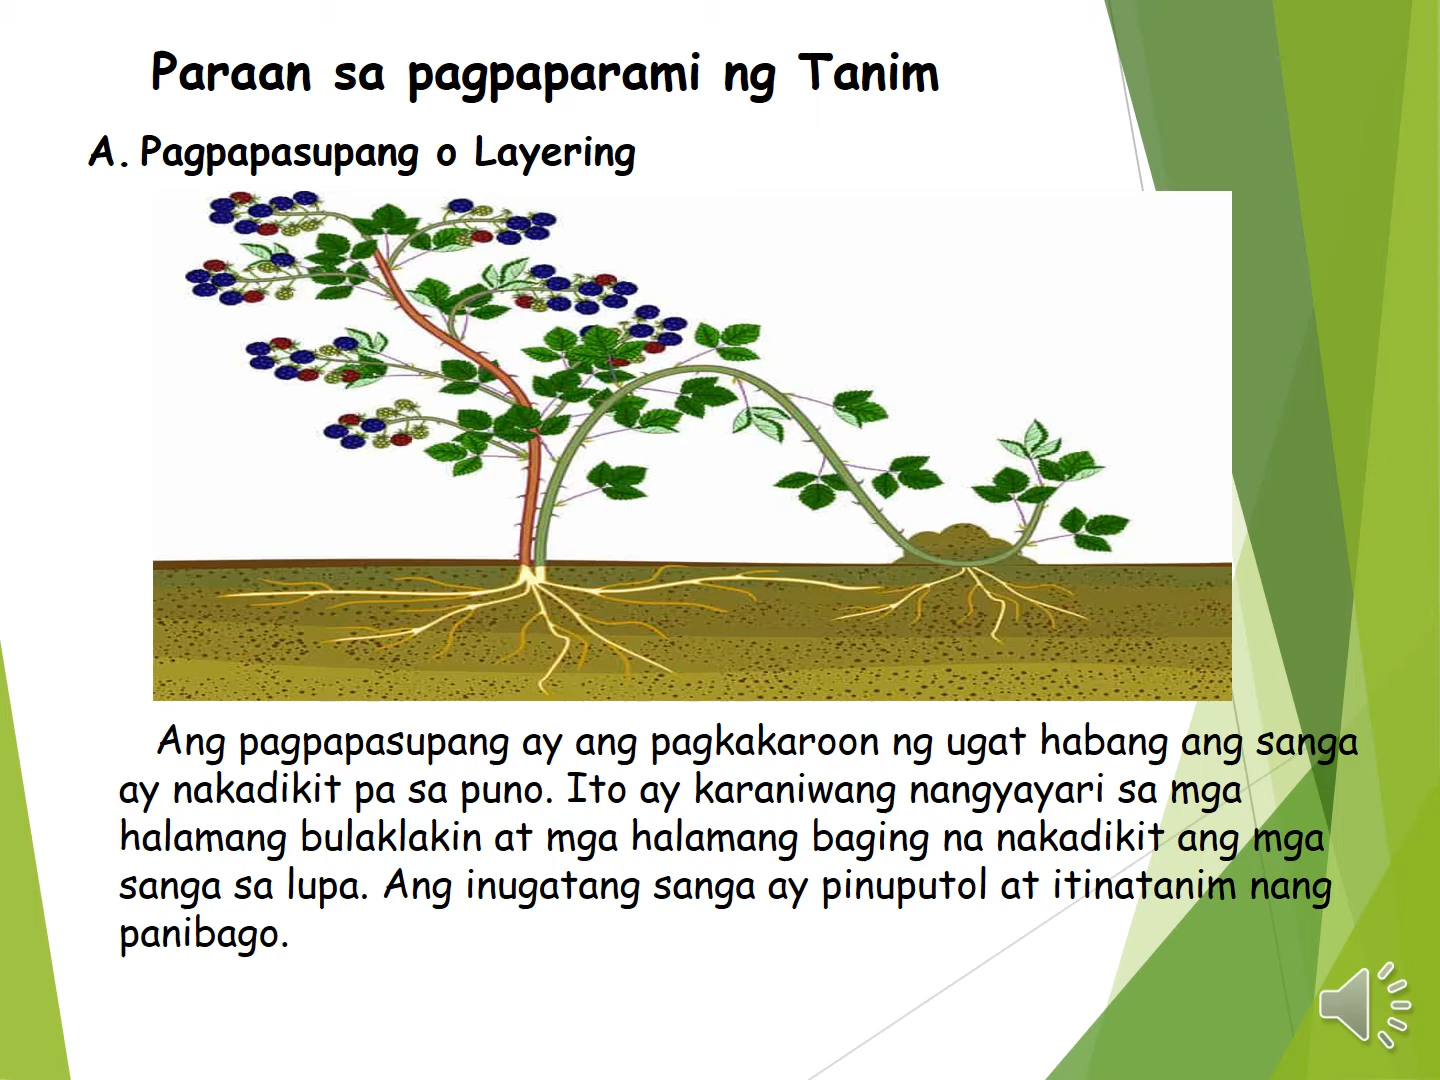 Paraan sa pagpaparami ng Tanim
A. Pagpapasupang o Layering
Ang pagpapasupang ay ang pagkakaroon ng ugat habang ang sanga
ay nakadikit pa sa puno. Ito ay karaniwang nangyayari sa mga
halamang bulaklakin at mga halamang baging na nakadikit ang mga
sanga sa lupa. Ang inugatang sanga ay pinuputol at itinatanim nang
panibago.